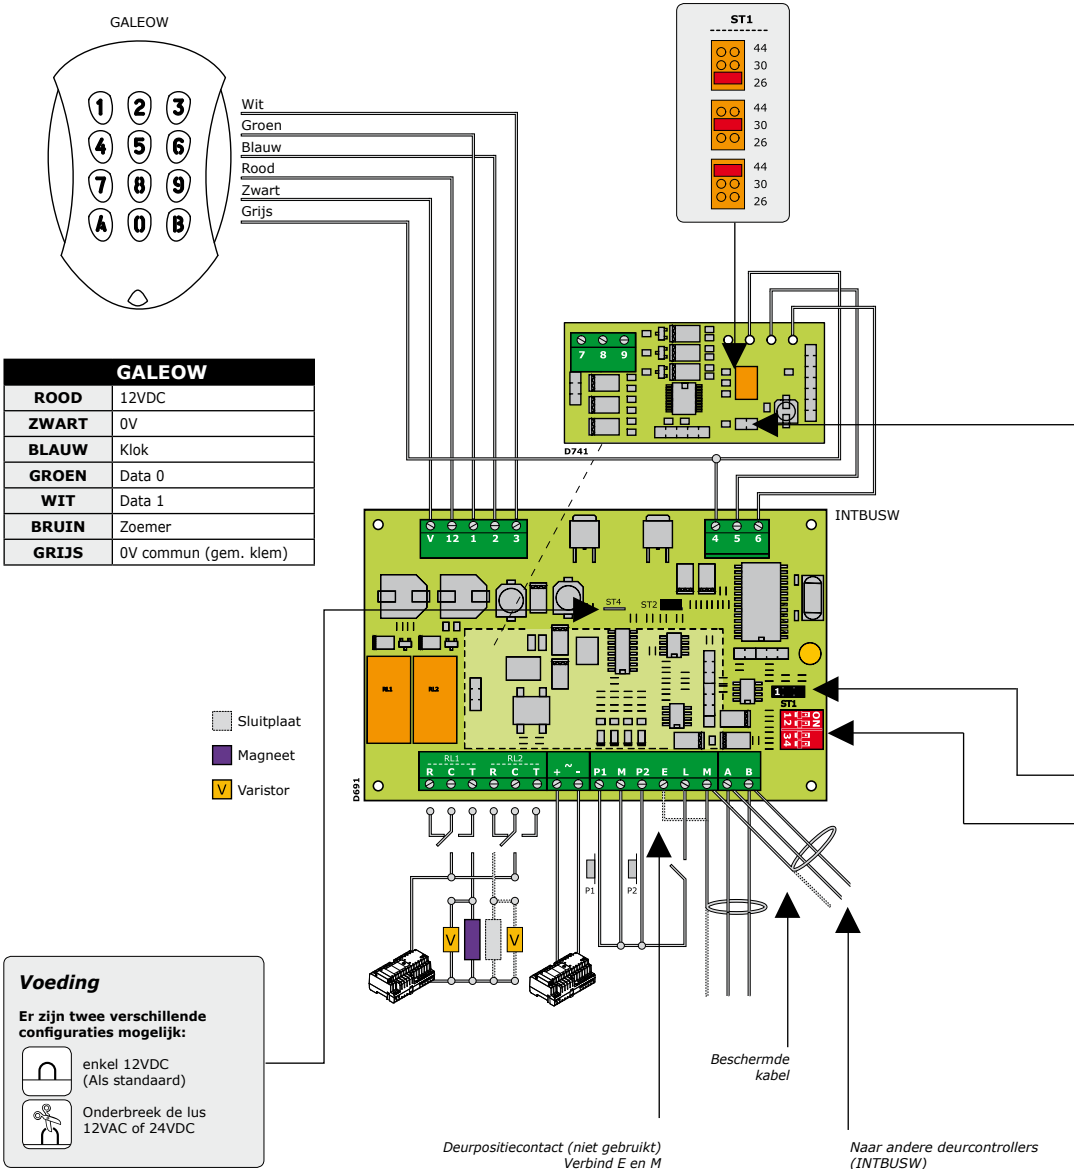 GALEOW
1 2 3
4 5 6
7 8 9
A 0 B
Wit
Groen
Blauw
Rood
Zwart
Grijs
ST1
44
30
26
44
30
26
44
30
26
GALEOW
ROOD 12VDC
ZWART 0V
BLAUW Klok
GROEN Data 0
WIT Data 1
BRUIN Zoemer
GRIJS 0V commun (gem. klem)
7 8 9
D741
INTBUSW
V 12 1 2 3
4 5 6
ST4
ST2
RL1
RL2
1
ST1
ON
1 2 3 4
Sluitplaat
Magneet
V Varistor
D691
RL1 RL2
R C T R C T + ~ - P1 M P2 E L M A B
P1
P2
V
V
Voeding
Er zijn twee verschillende
configuraties mogelijk:
enkel 12VDC
(Als standaard)
Onderbreek de lus
12VAC of 24VDC
Beschermde
kabel
Deurpositiecontact (niet gebruikt)
Verbind E en M
Naar andere deurcontrollers
(INTBUSW)